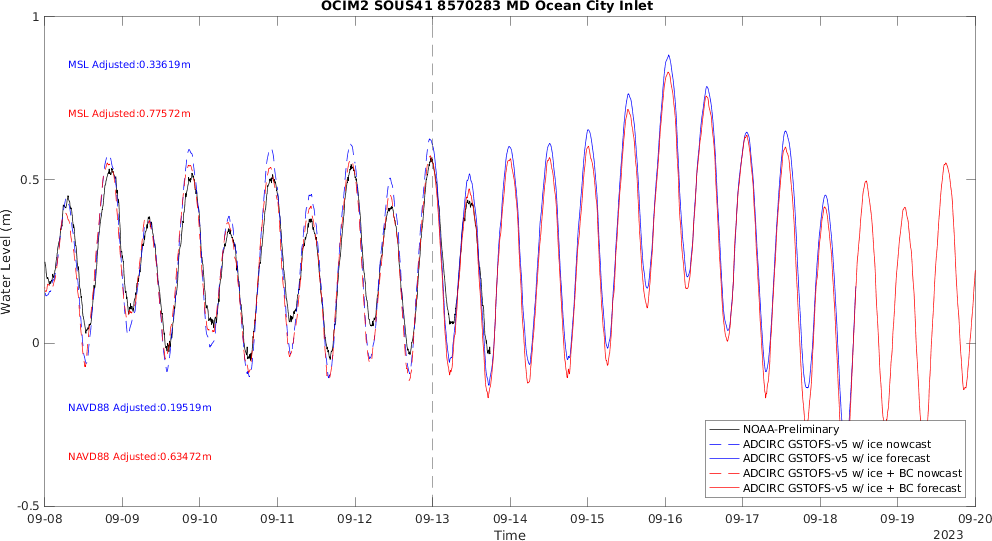 OCIM2 SOUS41 8570283 MD Ocean City Inlet
1
MSL Adjusted:0.33619m
MSL Adjusted:0.77572m
0.5
Water Level (m)
0
NAVD88 Adjusted:0.19519m
NAVD88 Adjusted:0.63472m
NOAA-Preliminary
ADCIRC GSTOFS-v5 w/ ice nowcast
ADCIRC GSTOFS-v5 w/ ice forecast
ADCIRC GSTOFS-v5 w/ice + BC nowcast
ADCIRC GSTOFS-v5 w/ice + BC forecast
-0.5
09-08 09-09 09-10 09-11 09-12 09-13 09-14 09-15 09-16 09-17 09-18 09-19 09-20
Time
2023